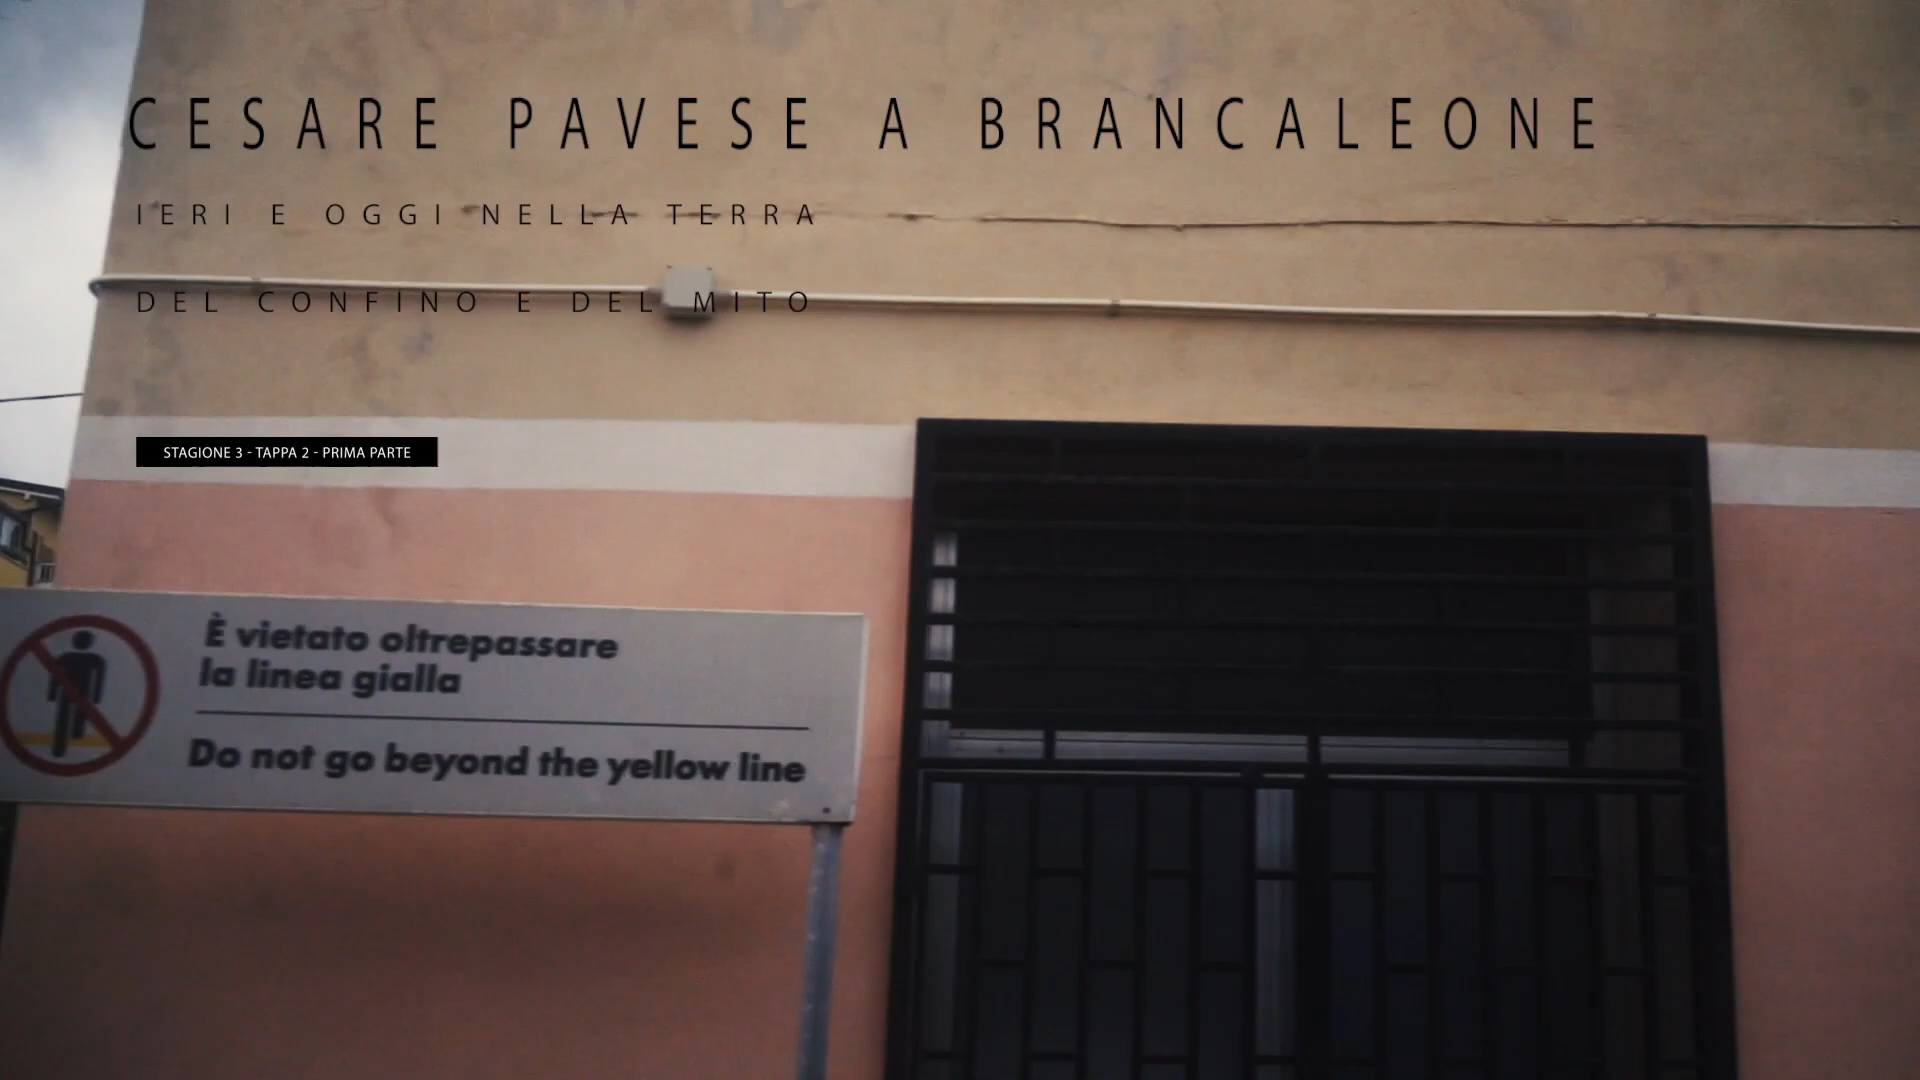 CESARE PAVESE A BRANCALEONE
IERI E OGGI NELLA TERRA
DEL CONFINO E DEL MITO
STAGIONE 3 - TAPPA 2 - PRIMA PARTE
È vietato oltrepassare
la linea gialla
Do not go beyond the yellow line